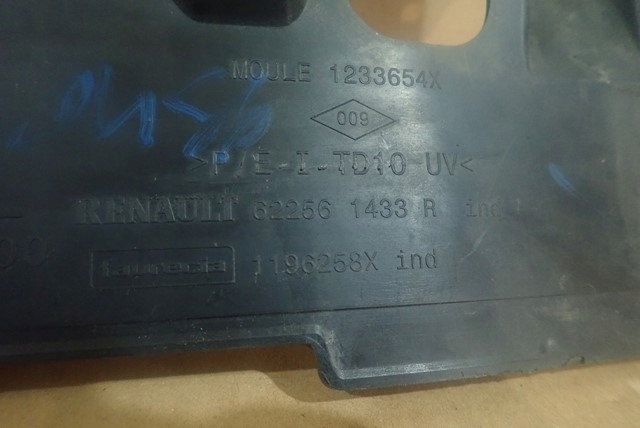 MOULE 1233654X
009
>P/E-I-TD10-UV<
RENAULT 62256 1433 R ind
faurecia 1196258X ind